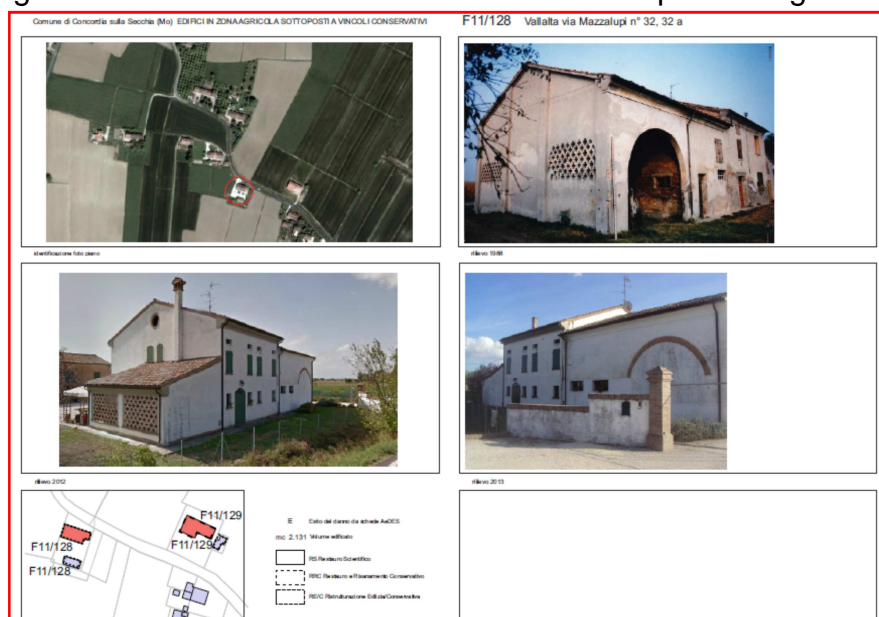 Comune di Concordia sulla Secchia (Mo) EDIFICI IN ZONA AGRICOLA SOTTOPOSTI A VINCOLI CONSERVATIVI
F11/128 Vallalta via Mazzalupi n° 32, 32 a
identificazione foto piano
rilievo 1988
rilievo 2012
rilievo 2013
F11/129
F11/128
F11/129
F11/128
E Esito del danno da schede AeDES
mc 2.131 Volume edificato
RS Restauro Scientifico
RRC Restauro e Risanamento Conservativo
RE/C Ristrutturazione Edilizia/Conservativa